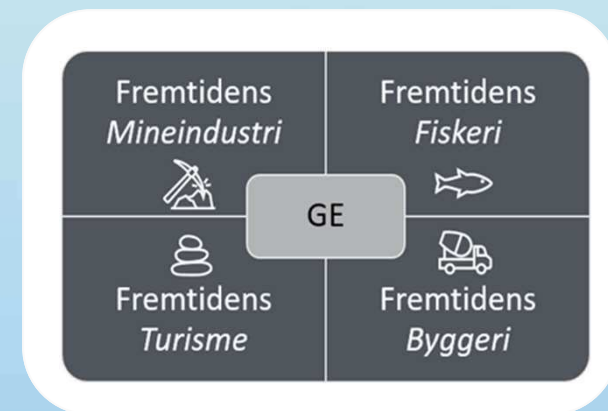 Fremtidens
Mineindustri
Fremtidens
Fiskeri
GE
Fremtidens
Turisme
Fremtidens
Byggeri